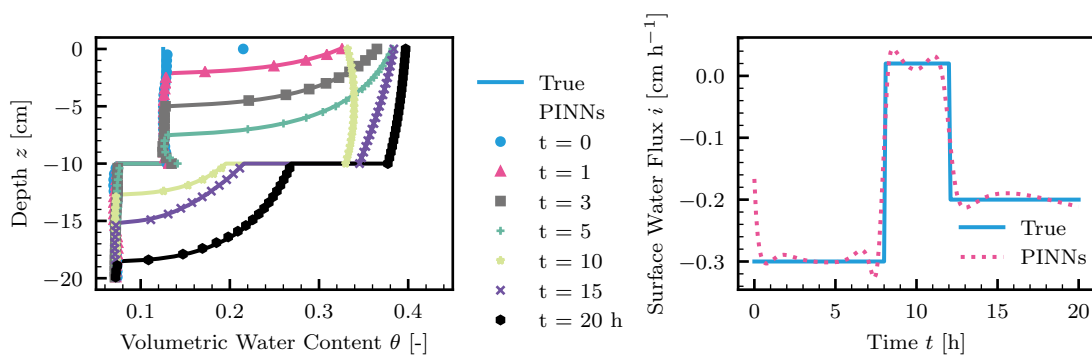 0
−5
−10
−15
−20
Depth z [cm]
0.1
0.2
0.3
0.4
Volumetric Water Content θ [-]
True
PINNs
t = 0
t = 1
t = 3
t = 5
t = 10
t = 15
t = 20 h
0.0
−0.1
−0.2
−0.3
Surface Water Flux i [cm h⁻¹]
True
PINNs
0
5
10
15
20
Time t [h]